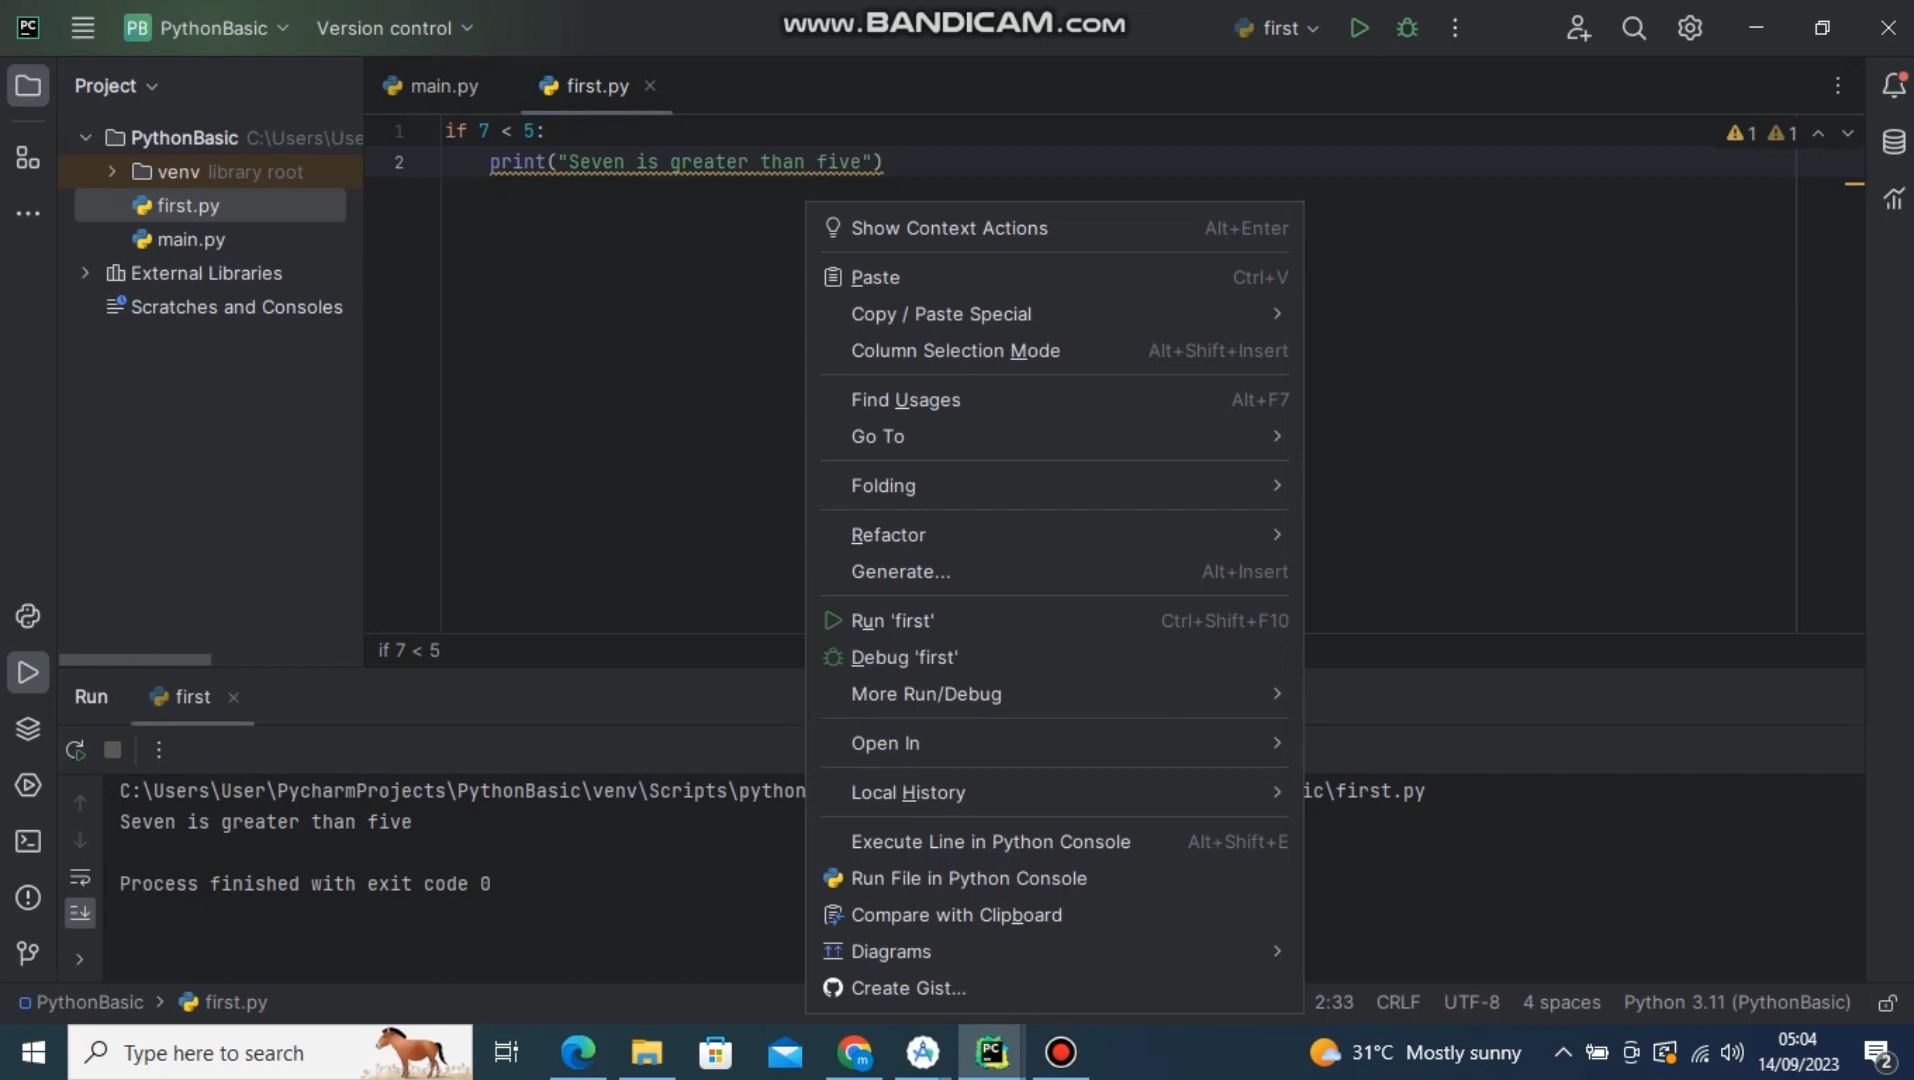 PC
PB PythonBasic
Version control
www.BANDICAM.com
first
Project
main.py
first.py
PythonBasic C:\Users\Use
venv library root
first.py
main.py
External Libraries
Scratches and Consoles
1 if 7 < 5:
2 print("Seven is greater than five")
1 1
Show Context Actions Alt+Enter
Paste Ctrl+V
Copy / Paste Special
Column Selection Mode Alt+Shift+Insert
Find Usages Alt+F7
Go To
Folding
Refactor
Generate... Alt+Insert
Run 'first' Ctrl+Shift+F10
Debug 'first'
More Run/Debug
Open In
Local History
Execute Line in Python Console Alt+Shift+E
Run File in Python Console
Compare with Clipboard
Diagrams
Create Gist...
if 7 < 5
Run first
C:\Users\User\PycharmProjects\PythonBasic\venv\Scripts\python ic\first.py
Seven is greater than five
Process finished with exit code 0
PythonBasic > first.py
2:33 CRLF UTF-8 4 spaces Python 3.11 (PythonBasic)
Type here to search
PC
31°C Mostly sunny
05:04
14/09/2023
2